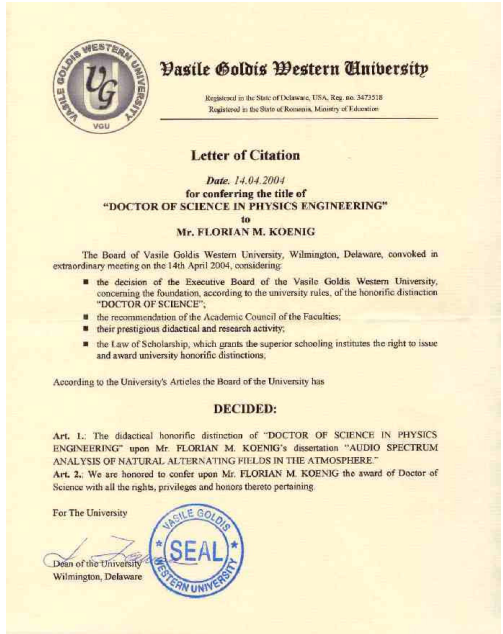 VASILE GOLDIS WESTERN UNIVERSITY
VG
VGU
Vasile Goldis Western University
Registered in the State of Delaware, USA, Reg. no. 3473518
Registered in the State of Romania, Ministry of Education
Letter of Citation
Date. 14.04.2004
for conferring the title of
"DOCTOR OF SCIENCE IN PHYSICS ENGINEERING"
to
Mr. FLORIAN M. KOENIG
The Board of Vasile Goldis Western University, Wilmington, Delaware, convoked in
extraordinary meeting on the 14th April 2004, considering:
■ the decision of the Executive Board of the Vasile Goldis Western University,
concerning the foundation, according to the university rules, of the honorific distinction
"DOCTOR OF SCIENCE";
■ the recommendation of the Academic Council of the Faculties;
■ their prestigious didactical and research activity;
■ the Law of Scholarship, which grants the superior schooling institutes the right to issue
and award university honorific distinctions;
According to the University's Articles the Board of the University has
DECIDED:
Art. 1.: The didactical honorific distinction of "DOCTOR OF SCIENCE IN PHYSICS
ENGINEERING" upon Mr. FLORIAN M. KOENIG's dissertation "AUDIO SPECTRUM
ANALYSIS OF NATURAL ALTERNATING FIELDS IN THE ATMOSPHERE."
Art. 2.: We are honored to confer upon Mr. FLORIAN M. KOENIG the award of Doctor of
Science with all the rights, privileges and honors thereto pertaining.
For The University
Dean of the University
Wilmington, Delaware
VASILE GOLDIS
SEAL
WESTERN UNIVERSITY